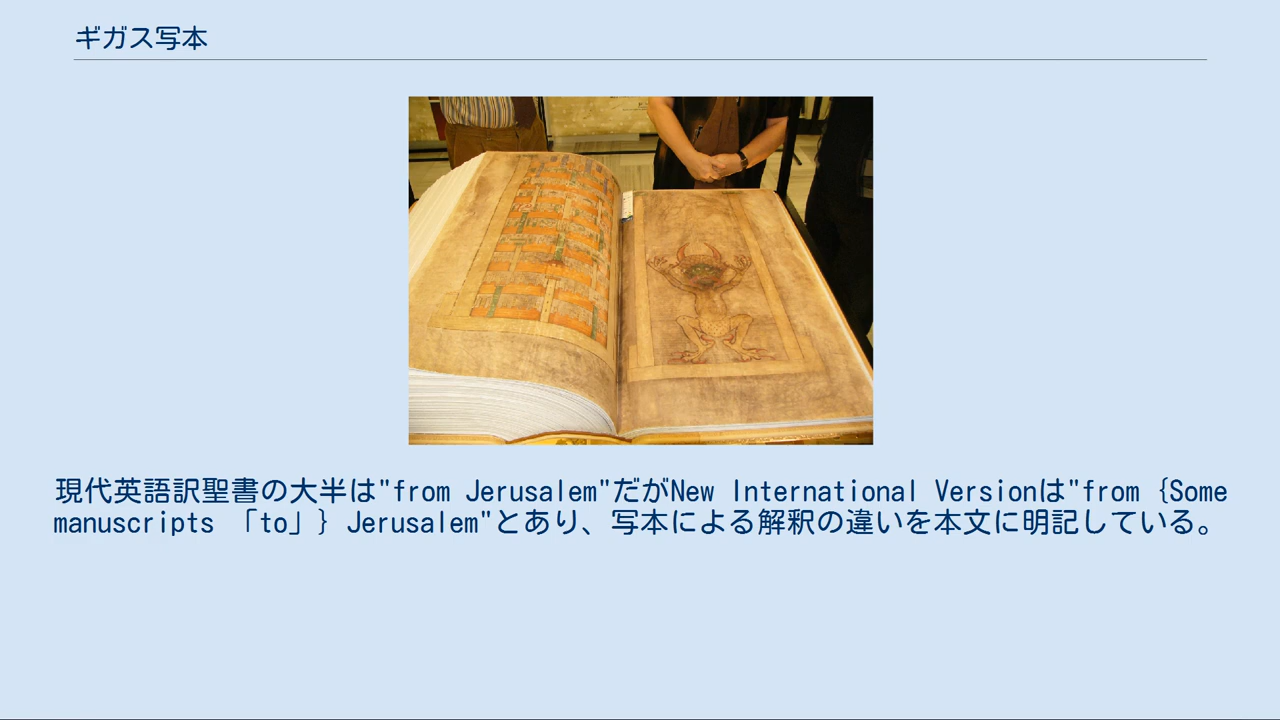 ギガス写本
現代英語訳聖書の大半は"from Jerusalem"だがNew International Versionは"from {Some
manuscripts 「to」} Jerusalem"とあり、写本による解釈の違いを本文に明記している。